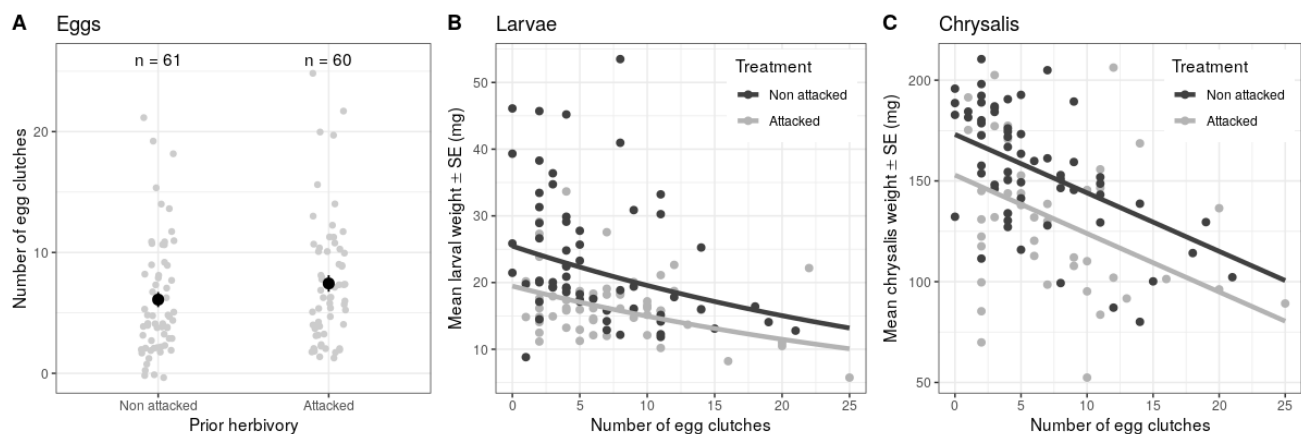 A Eggs
n = 61 n = 60
Number of egg clutches
20
10
0
Non attacked Attacked
Prior herbivory
B Larvae
Treatment
Non attacked
Attacked
Mean larval weight ± SE (mg)
50
40
30
20
10
0 5 10 15 20 25
Number of egg clutches
C Chrysalis
Treatment
Non attacked
Attacked
Mean chrysalis weight ± SE (mg)
200
150
100
50
0 5 10 15 20 25
Number of egg clutches